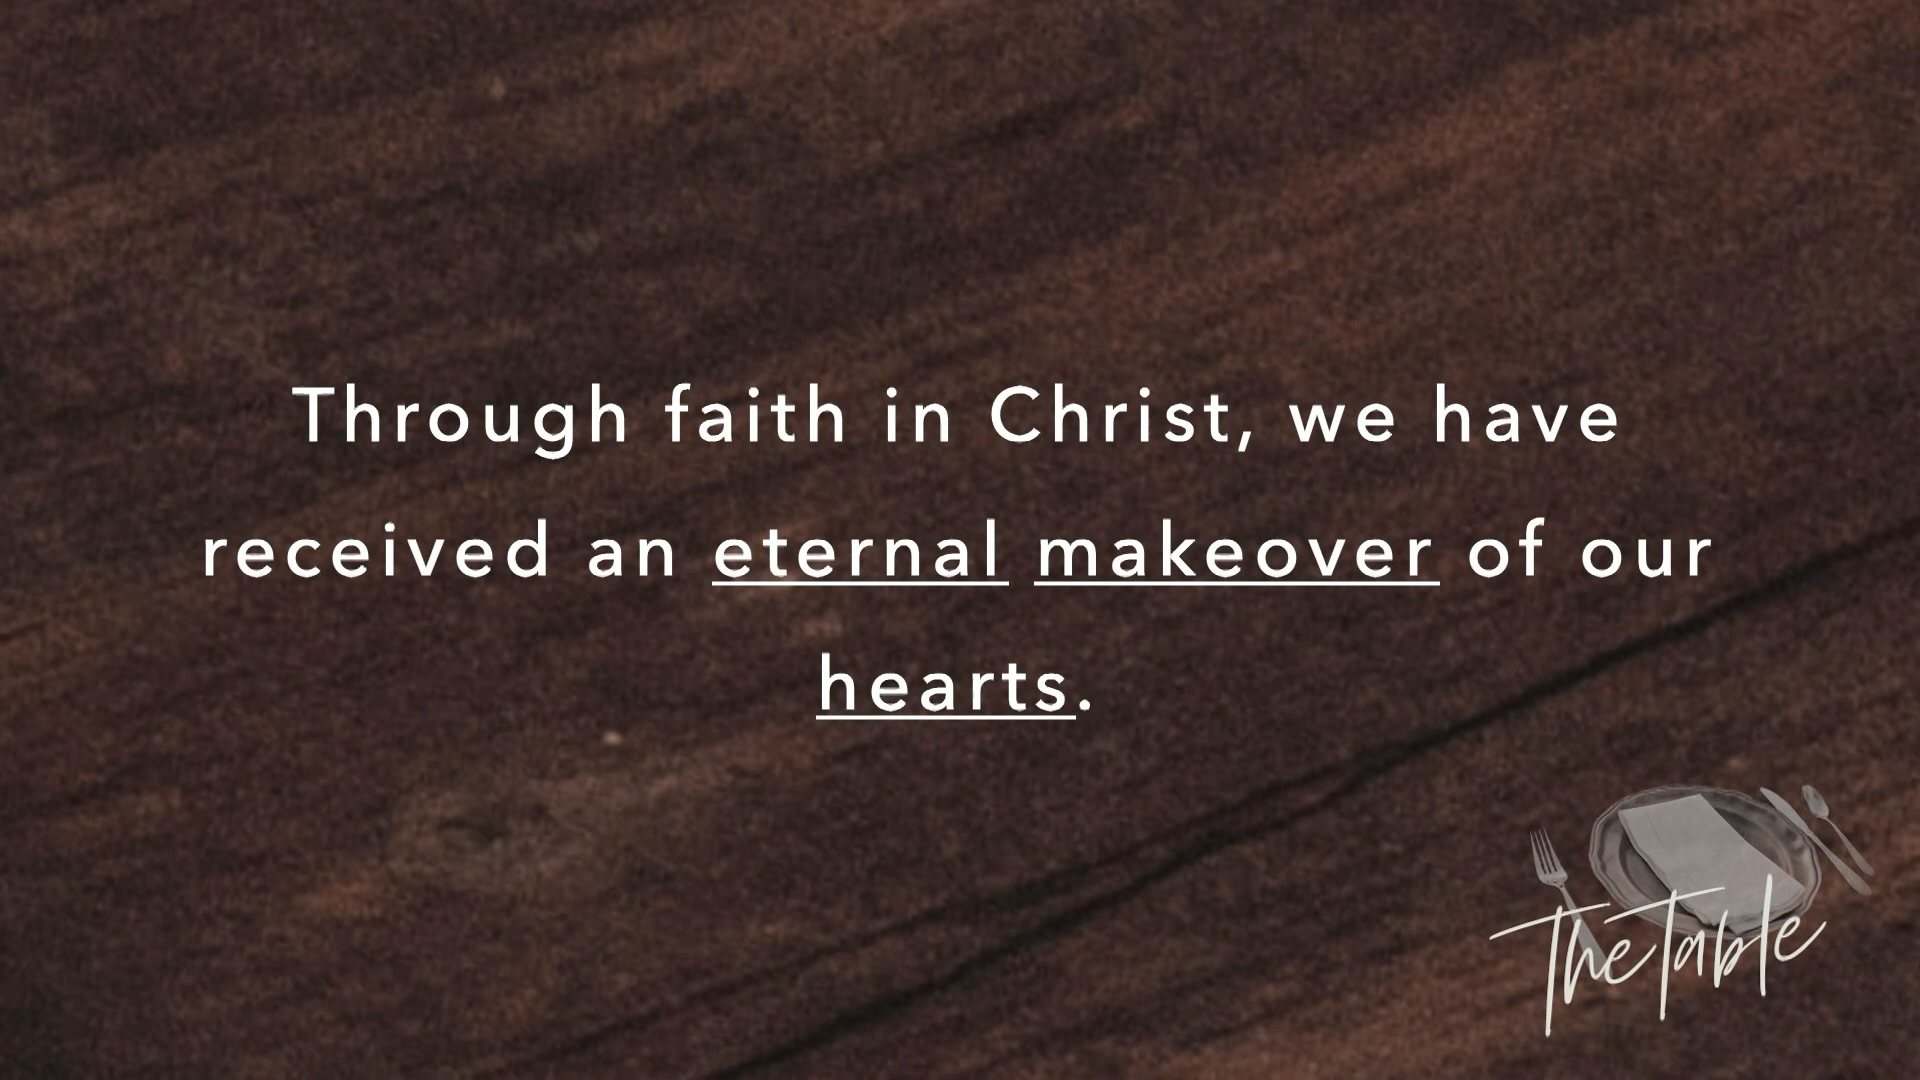 Through faith in Christ, we have
received an eternal makeover of our
hearts.
The Table